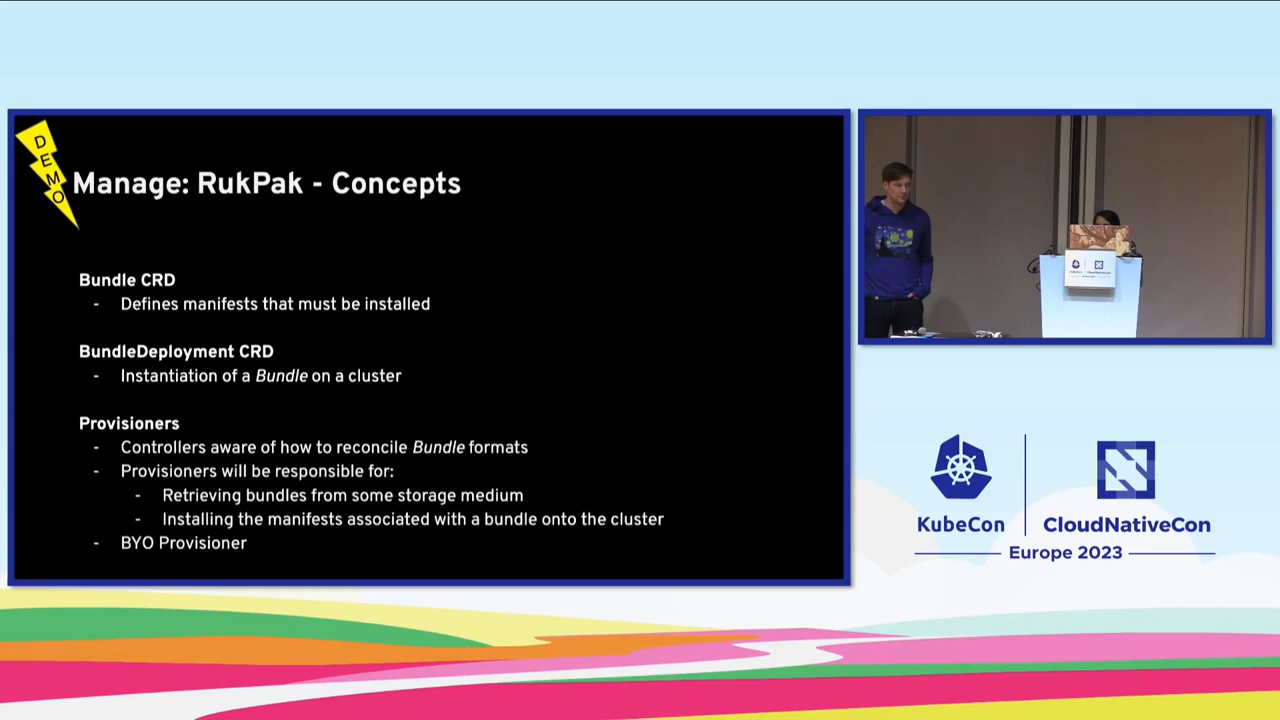 DEMO
Manage: RukPak - Concepts
Bundle CRD
- Defines manifests that must be installed
BundleDeployment CRD
- Instantiation of a Bundle on a cluster
Provisioners
- Controllers aware of how to reconcile Bundle formats
- Provisioners will be responsible for:
- Retrieving bundles from some storage medium
- Installing the manifests associated with a bundle onto the cluster
- BYO Provisioner
KubeCon
CloudNativeCon
Europe 2023